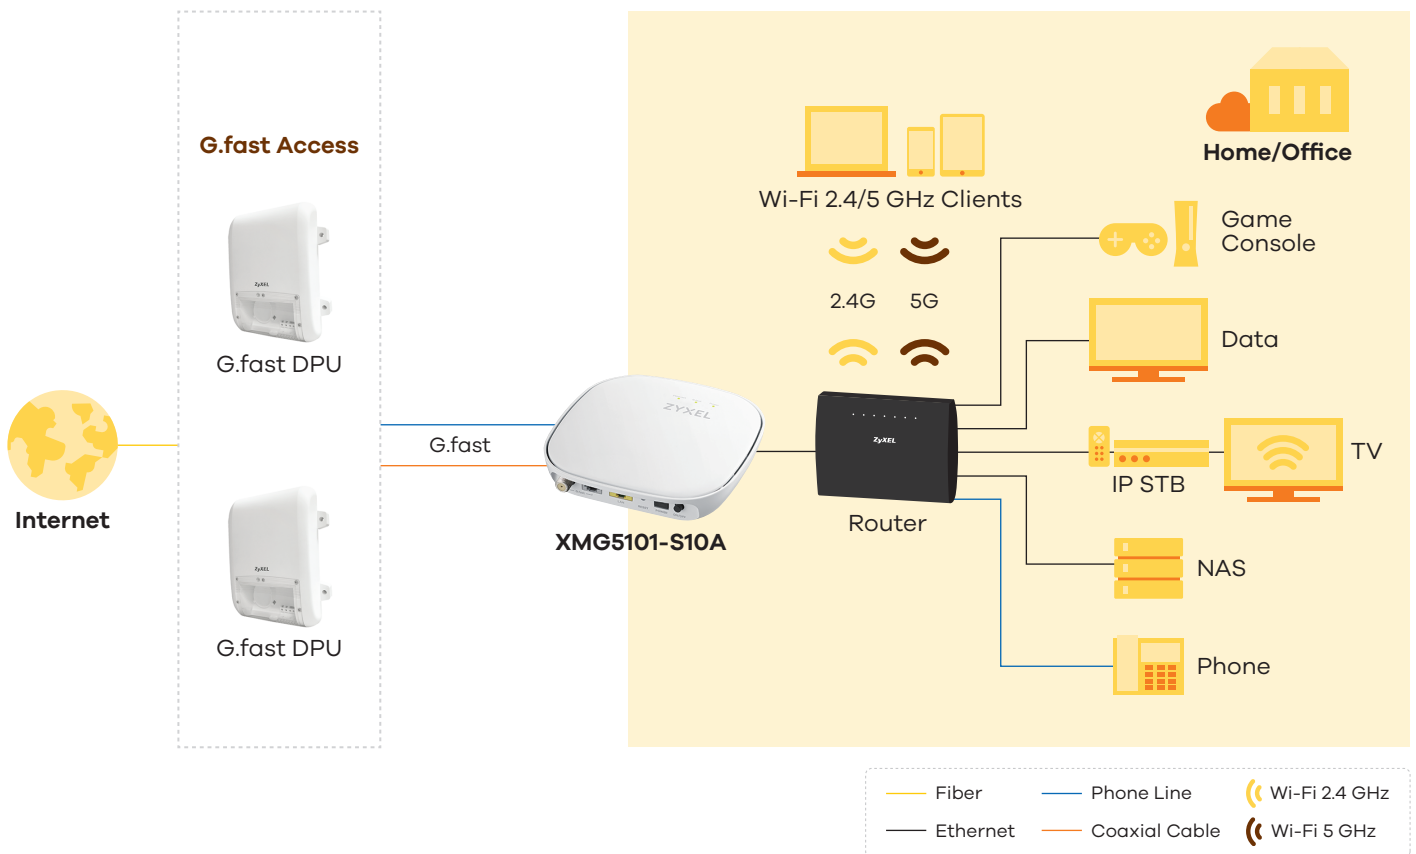 G.fast Access
ZyXEL
G.fast DPU
ZyXEL
G.fast DPU
Internet
G.fast
ZYXEL
XMG5101-S10A
Home/Office
Wi-Fi 2.4/5 GHz Clients
2.4G 5G
ZyXEL
Router
Game
Console
Data
IP STB
TV
NAS
Phone
Fiber Phone Line Wi-Fi 2.4 GHz
Ethernet Coaxial Cable Wi-Fi 5 GHz